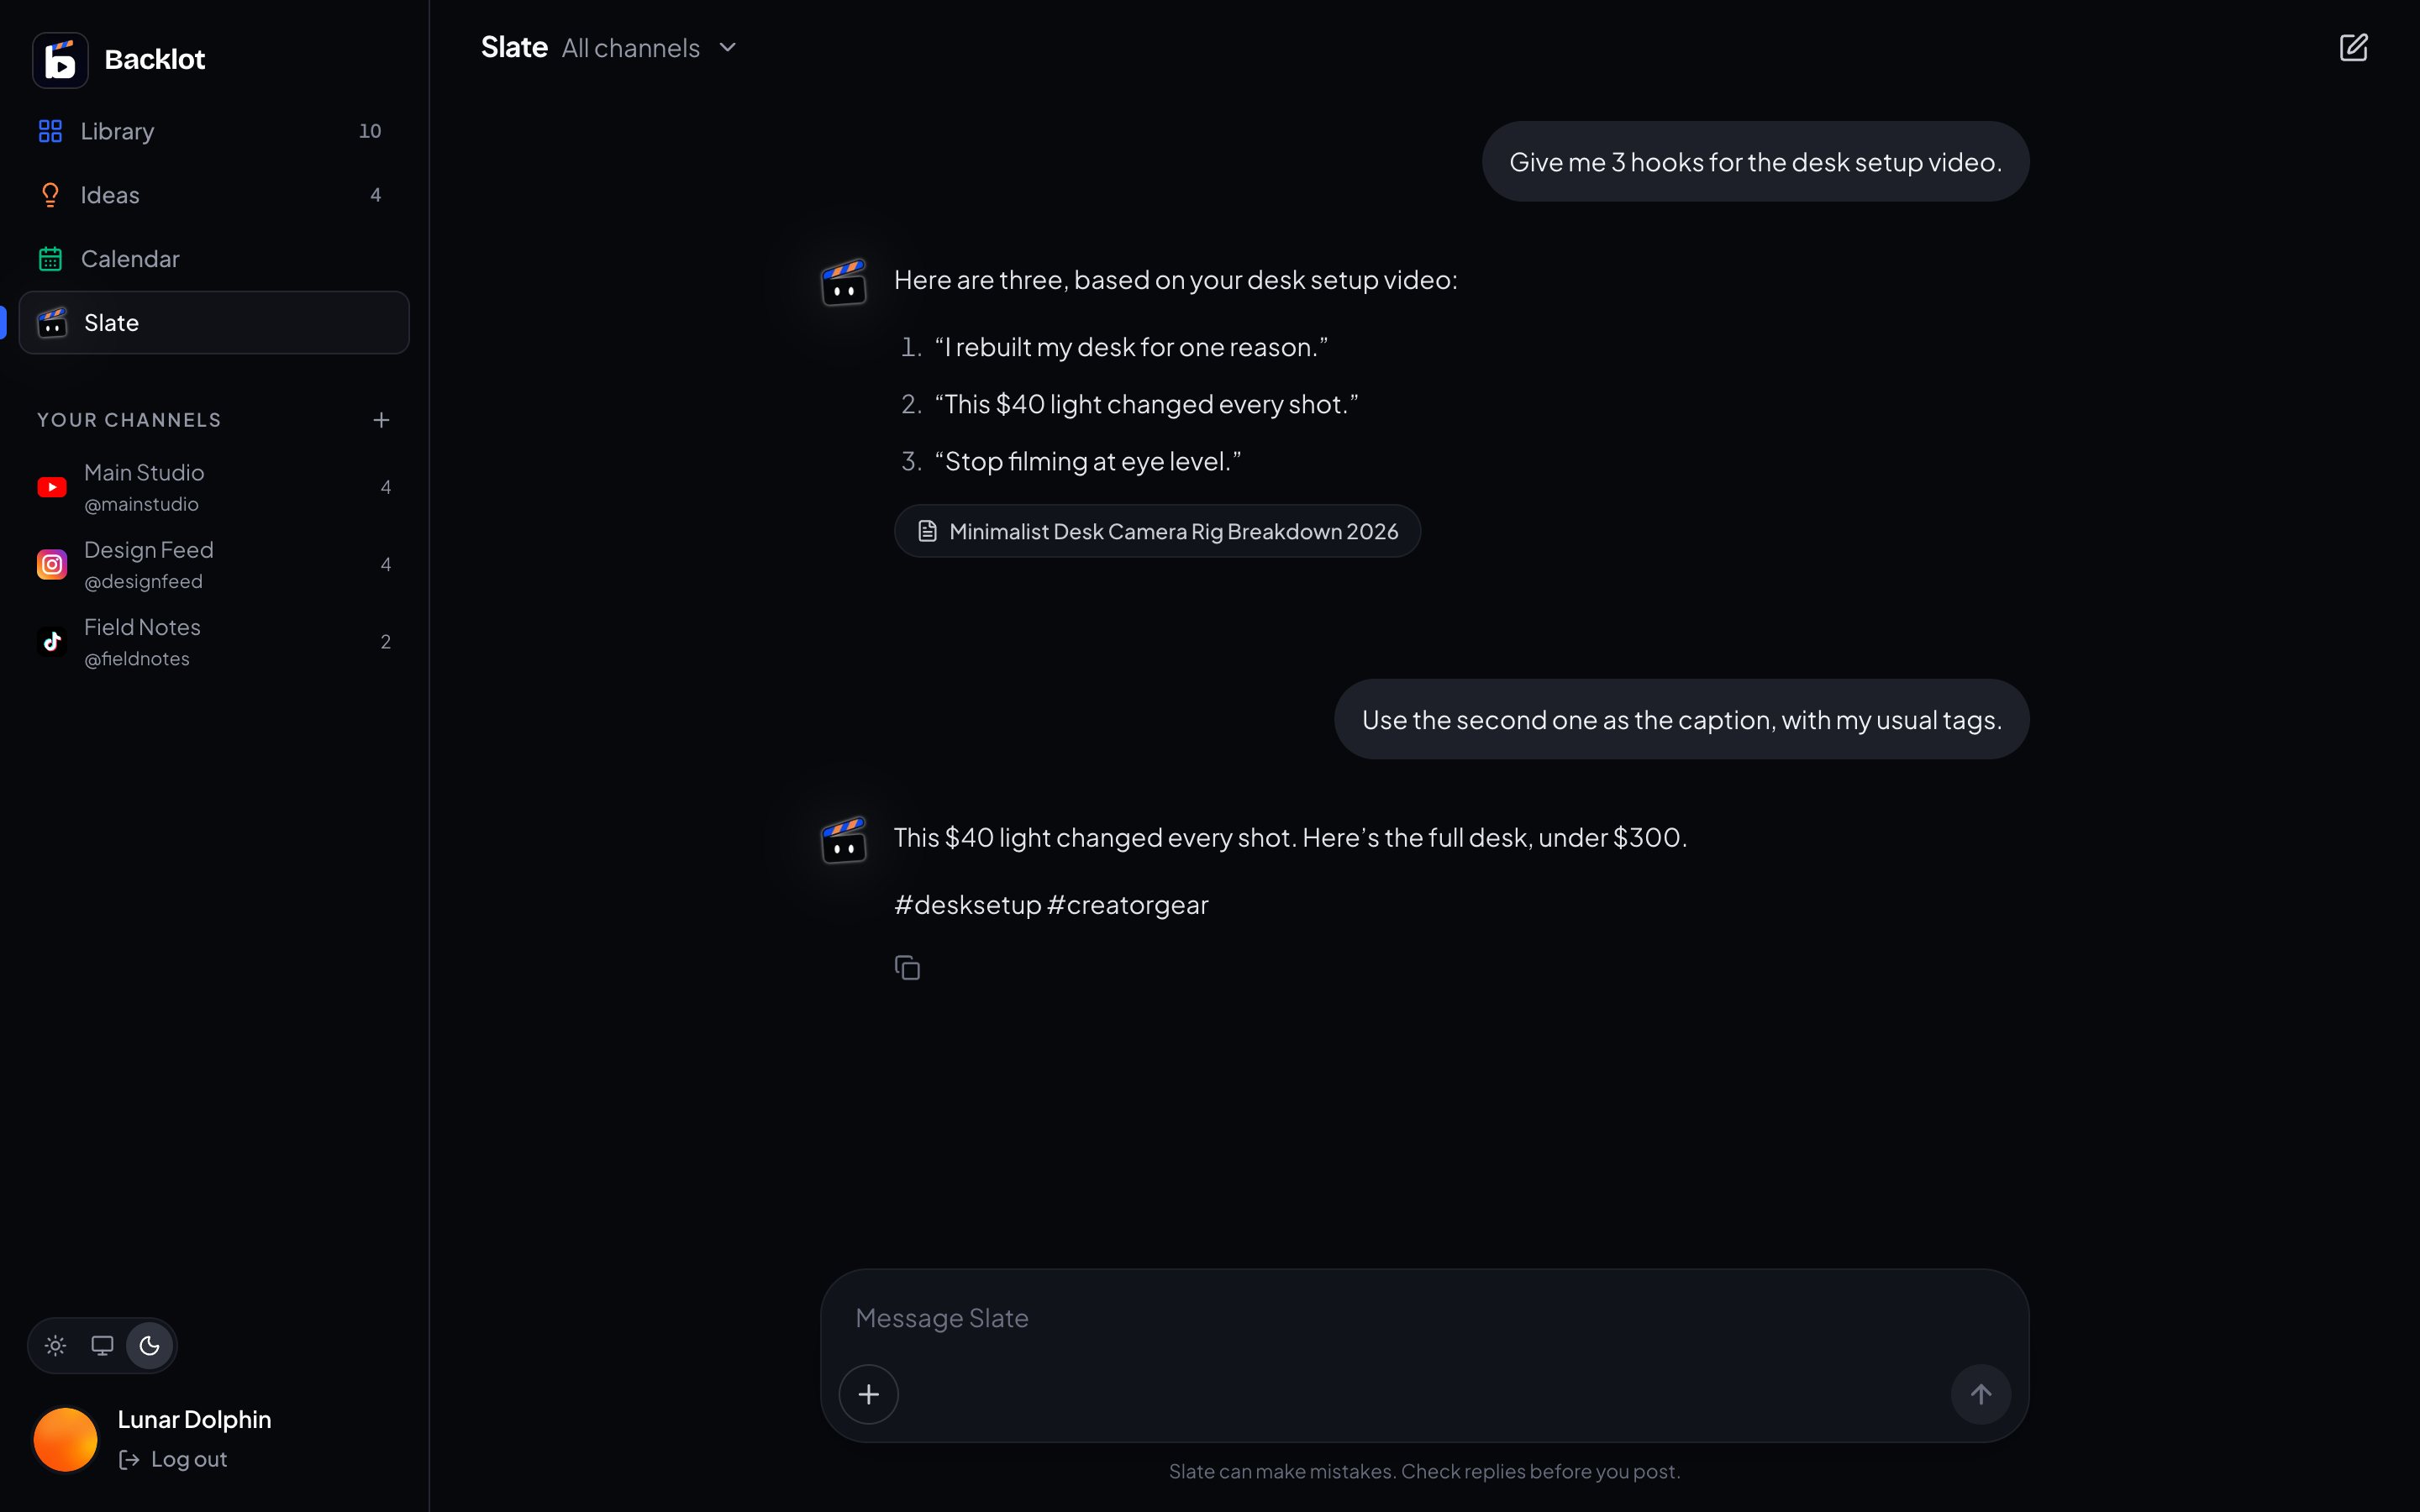 Backlot
Library 10
Ideas 4
Calendar
Slate
YOUR CHANNELS
Main Studio
@mainstudio
4
Design Feed
@designfeed
4
Field Notes
@fieldnotes
2
Lunar Dolphin
Log out
Slate All channels
Give me 3 hooks for the desk setup video.
Here are three, based on your desk setup video:
1. “I rebuilt my desk for one reason.”
2. “This $40 light changed every shot.”
3. “Stop filming at eye level.”
Minimalist Desk Camera Rig Breakdown 2026
Use the second one as the caption, with my usual tags.
This $40 light changed every shot. Here’s the full desk, under $300.
#desksetup #creatorgear
Message Slate
Slate can make mistakes. Check replies before you post.